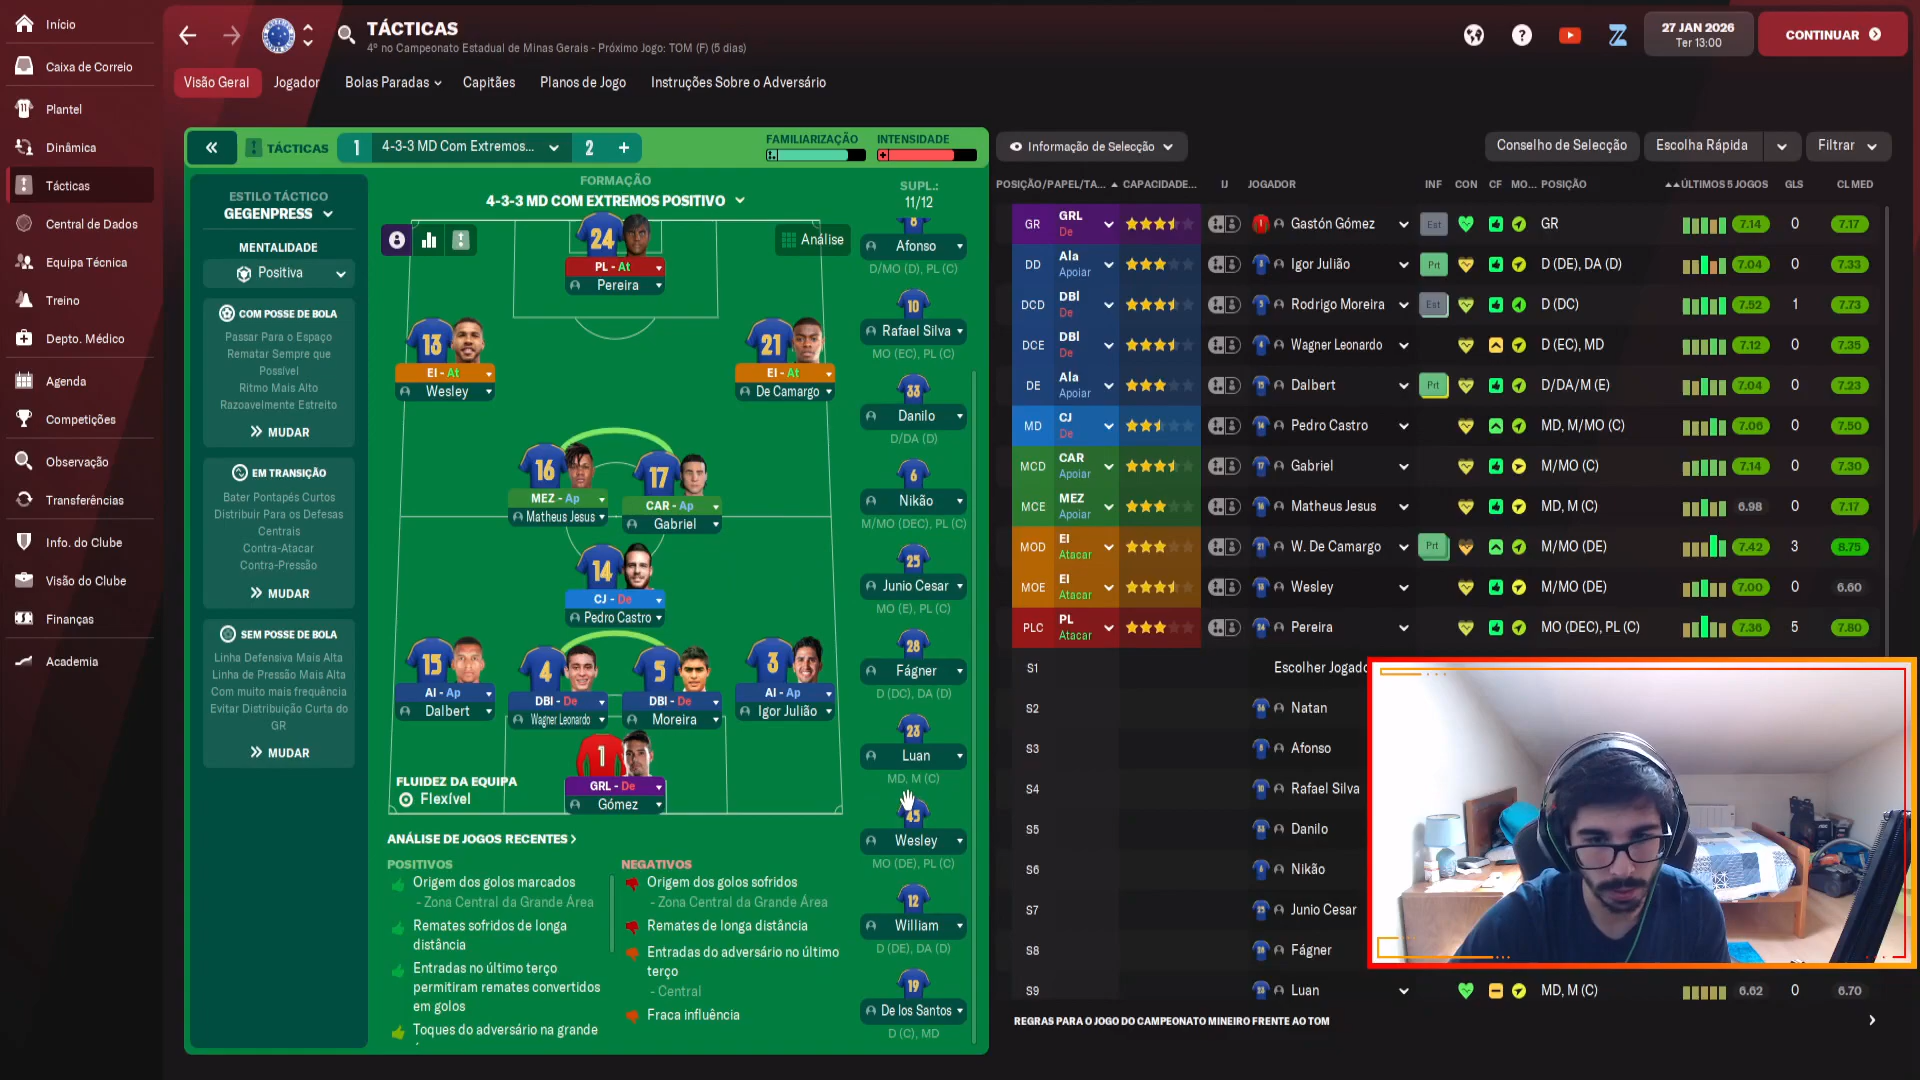 Início
Caixa de Correio
Plantel
Dinâmica
Tácticas
Central de Dados
Equipa Técnica
Treino
Depto. Médico
Agenda
Competições
Observação
Transferências
Info. do Clube
Visão do Clube
Finanças
Academia
TÁCTICAS
4º no Campeonato Estadual de Minas Gerais - Próximo Jogo: TOM (F) (5 dias)
27 JAN 2026
Ter 13:00
CONTINUAR
Visão Geral
Jogador
Bolas Paradas
Capitães
Planos de Jogo
Instruções Sobre o Adversário
TÁCTICAS
1
4-3-3 MD Com Extremos...
2
+
FAMILIARIZAÇÃO
INTENSIDADE
ESTILO TÁCTICO
GEGENPRESS
MENTALIDADE
Positiva
COM POSSE DE BOLA
Passar Para o Espaço
Rematar Sempre que
Possível
Ritmo Mais Alto
Razoavelmente Estreito
MUDAR
EM TRANSIÇÃO
Bater Pontapés Curtos
Distribuir Para os Defesas
Centrais
Contra-Atacar
Contra-Pressão
MUDAR
SEM POSSE DE BOLA
Linha Defensiva Mais Alta
Linha de Pressão Mais Alta
Com muito mais frequência
Evitar Distribuição Curta do
GR
MUDAR
FORMAÇÃO
4-3-3 MD COM EXTREMOS POSITIVO
Análise
24
PL - At
Pereira
13
EI - At
Wesley
21
EI - At
De Camargo
16
MEZ - Ap
Matheus Jesus
17
CAR - Ap
Gabriel
14
CJ - De
Pedro Castro
15
Al - Ap
Dalbert
4
DBl - De
Wagner Leonardo
5
DBl - De
Moreira
3
Al - Ap
Igor Julião
1
GRL - De
Gómez
FLUIDEZ DA EQUIPA
Flexível
ANÁLISE DE JOGOS RECENTES
POSITIVOS
Origem dos golos marcados
- Zona Central da Grande Área
Remates sofridos de longa
distância
Entradas no último terço
permitiram remates convertidos
em golos
Toques do adversário na grande
NEGATIVOS
Origem dos golos sofridos
- Zona Central da Grande Área
Remates de longa distância
Entradas do adversário no último
terço
- Central
Fraca influência
SUPL.:
11/12
8
Afonso
D/MO (D), PL (C)
10
Rafael Silva
MO (EC), PL (C)
33
Danilo
D/DA (D)
6
Nikão
M/MO (DEC), PL (C)
25
Junio Cesar
MO (E), PL (C)
28
Fágner
D (DC), DA (D)
23
Luan
MD, M (C)
45
Wesley
MO (DE), PL (C)
12
William
D (DE), DA (D)
19
De los Santos
D (C), MD
Informação de Selecção
Conselho de Selecção
Escolha Rápida
Filtrar
POSIÇÃO/PAPEL/TA... CAPACIDADE... IJ JOGADOR INF CON CF MO... POSIÇÃO ÚLTIMOS 5 JOGOS GLS CL MED
GR GRL De Gastón Gómez Est GR 7.14 0 7.17
DD Ala Apoiar Igor Julião Prt D (DE), DA (D) 7.04 0 7.33
DCD DBl De Rodrigo Moreira Est D (DC) 7.52 1 7.73
DCE DBl De Wagner Leonardo D (EC), MD 7.12 0 7.35
DE Ala Apoiar Dalbert Prt D/DA/M (E) 7.04 0 7.23
MD CJ De Pedro Castro MD, M/MO (C) 7.06 0 7.50
MCD CAR Apoiar Gabriel M/MO (C) 7.14 0 7.30
MCE MEZ Apoiar Matheus Jesus MD, M (C) 6.98 0 7.17
MOD EI Atacar W. De Camargo Prt M/MO (DE) 7.42 3 8.75
MOE EI Atacar Wesley M/MO (DE) 7.00 0 6.60
PLC PL Atacar Pereira MO (DEC), PL (C) 7.36 5 7.80
S1 Escolher Jogado
S2 Natan
S3 Afonso
S4 Rafael Silva
S5 Danilo
S6 Nikão
S7 Junio Cesar
S8 Fágner
S9 Luan MD, M (C) 6.62 0 6.70
REGRAS PARA O JOGO DO CAMPEONATO MINEIRO FRENTE AO TOM